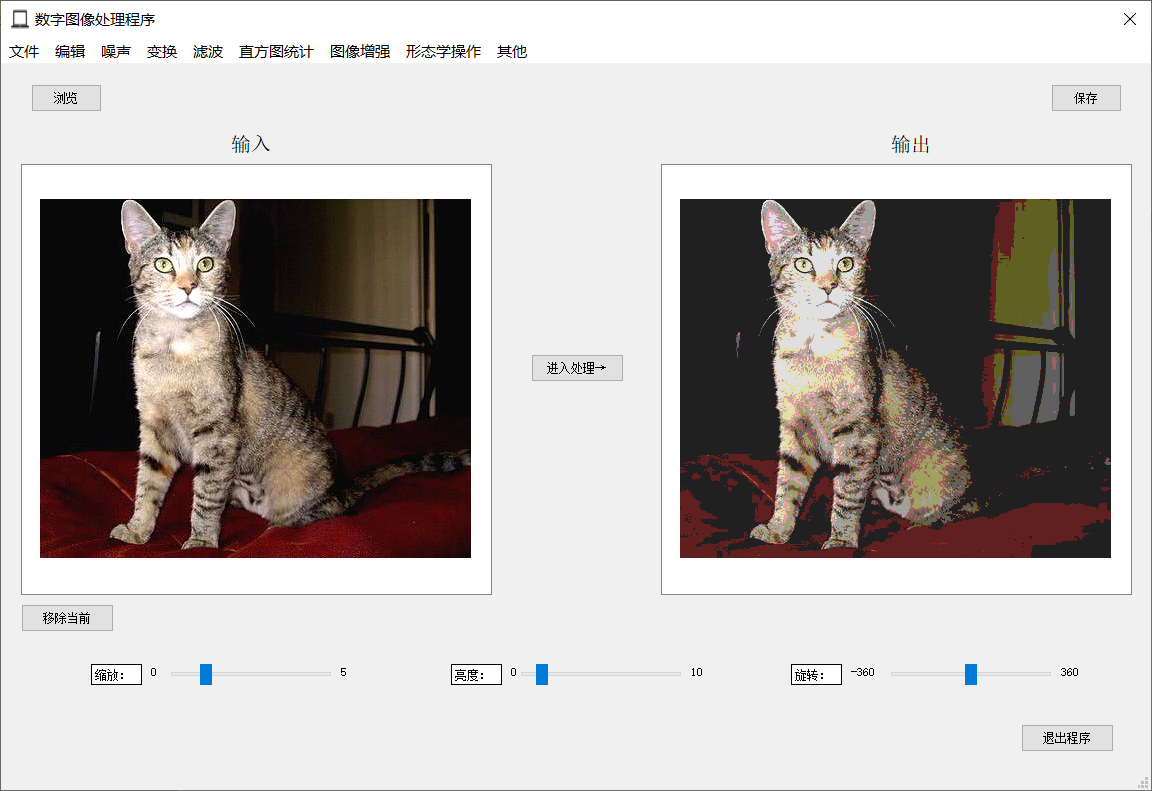 数字图像处理程序
文件 编辑 噪声 变换 滤波 直方图统计 图像增强 形态学操作 其他
浏览 保存
输入 输出
进入处理→
移除当前
缩放： 0 5 亮度： 0 10 旋转： -360 360
退出程序